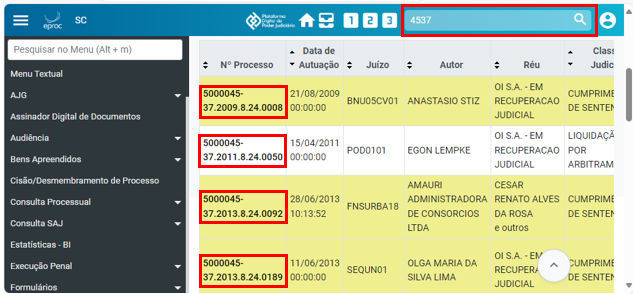 eproc
SC
Plataforma
Digital do
Poder Judiciário
1 2 3
4537
Pesquisar no Menu (Alt + m)
Menu Textual
AJG
Assinador Digital de Documentos
Audiência
Bens Apreendidos
Cisão/Desmembramento de Processo
Consulta Processual
Consulta SAJ
Estatísticas - BI
Execução Penal
Formulários
Nº Processo
Data de
Autuação
Juízo
Autor
Réu
Class
Judic
5000045-
37.2009.8.24.0008
21/08/2009
00:00:00
BNU05CV01
ANASTASIO STIZ
OI S.A. - EM
RECUPERACAO
JUDICIAL
CUMPRIME
DE SENTEN
5000045-
37.2011.8.24.0050
15/04/2011
00:00:00
POD0101
EGON LEMPKE
OI S.A. - EM
RECUPERACAO
JUDICIAL
LIQUIDAÇÃ
POR
ARBITRAM
5000045-
37.2013.8.24.0092
28/06/2013
10:13:52
FNSURBA18
AMAURI
ADMINISTRADORA
DE CONSORCIOS
LTDA
CESAR
RENATO ALVES
DA ROSA
e outros
CUMPRIME
DE SENTEN
5000045-
37.2013.8.24.0189
11/06/2013
00:00:00
SEQUN01
OLGA MARIA DA
SILVA LIMA
OI S.A. - EM
RECUPERACAO
JUDICIAL
CUMPRIME
DE SENTEN